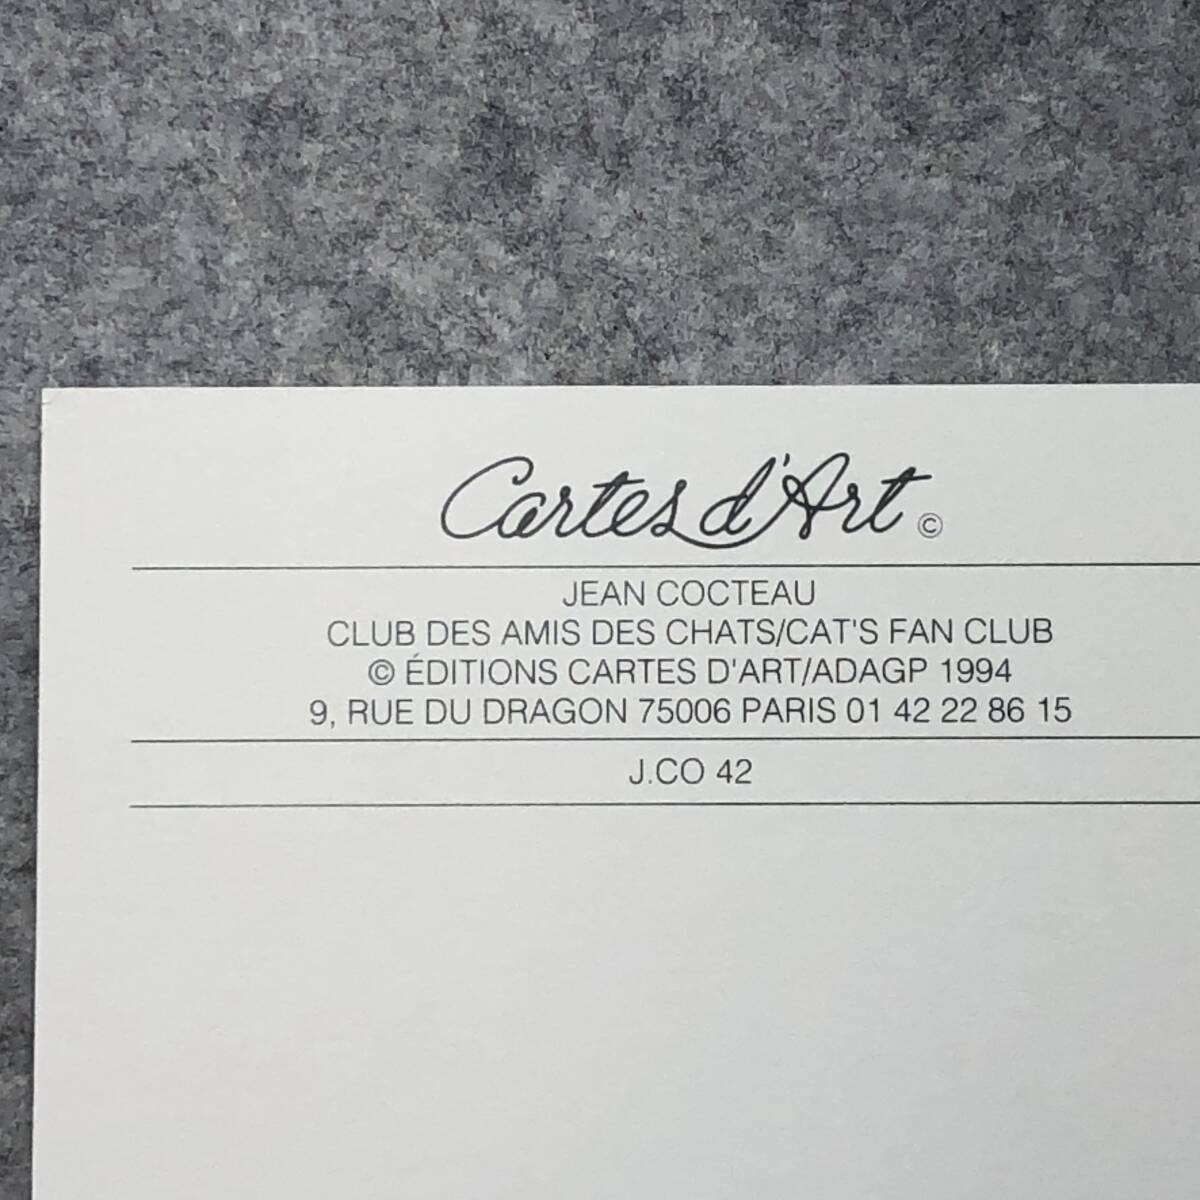 Cartes d'Art ©
JEAN COCTEAU
CLUB DES AMIS DES CHATS/CAT'S FAN CLUB
© ÉDITIONS CARTES D'ART/ADAGP 1994
9, RUE DU DRAGON 75006 PARIS 01 42 22 86 15
J.CO 42